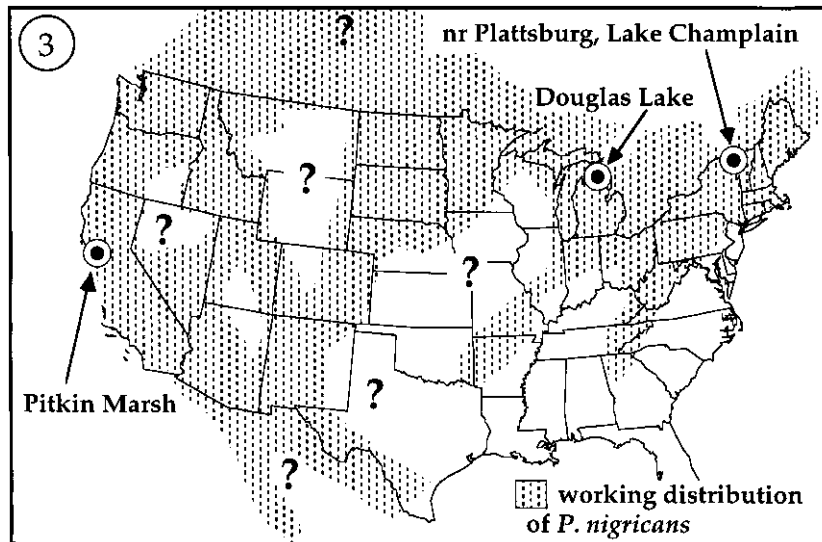 3
?
nr Plattsburg, Lake Champlain
Douglas Lake
?
?
?
Pitkin Marsh
?
?
working distribution
of P. nigricans